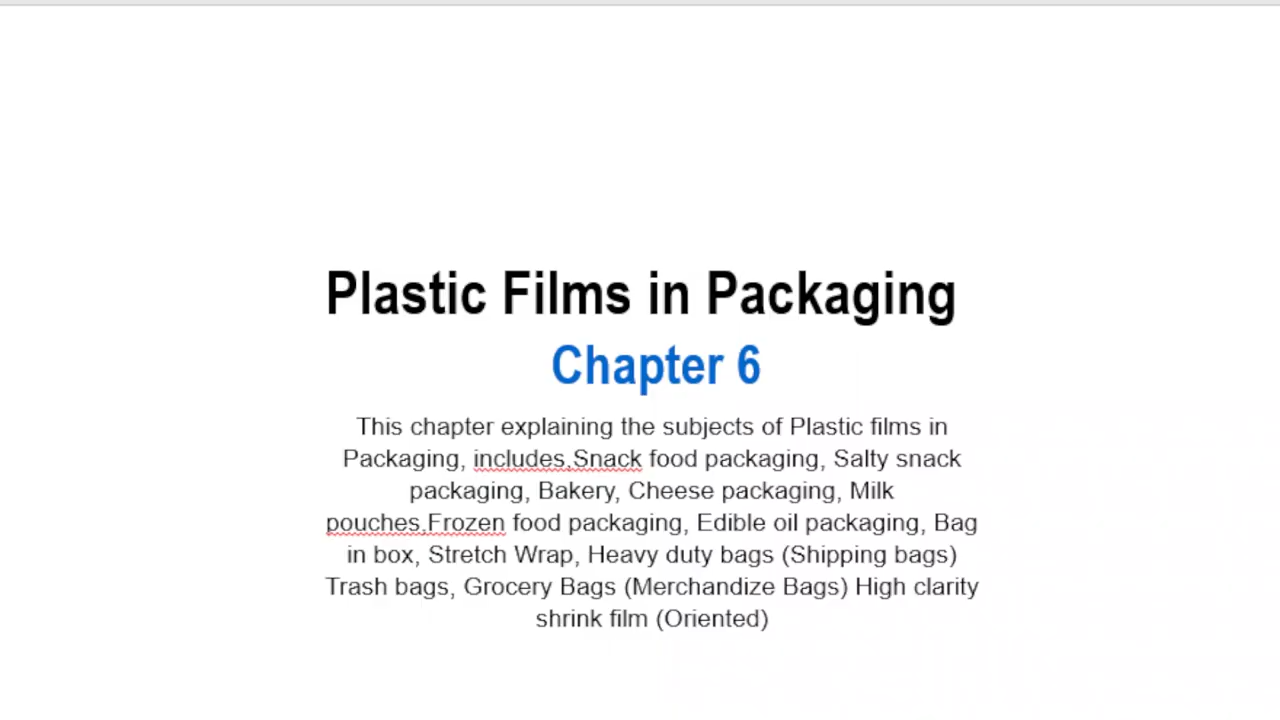 Plastic Films in Packaging
Chapter 6
This chapter explaining the subjects of Plastic films in
Packaging, includes,Snack food packaging, Salty snack
packaging, Bakery, Cheese packaging, Milk
pouches,Frozen food packaging, Edible oil packaging, Bag
in box, Stretch Wrap, Heavy duty bags (Shipping bags)
Trash bags, Grocery Bags (Merchandize Bags) High clarity
shrink film (Oriented)